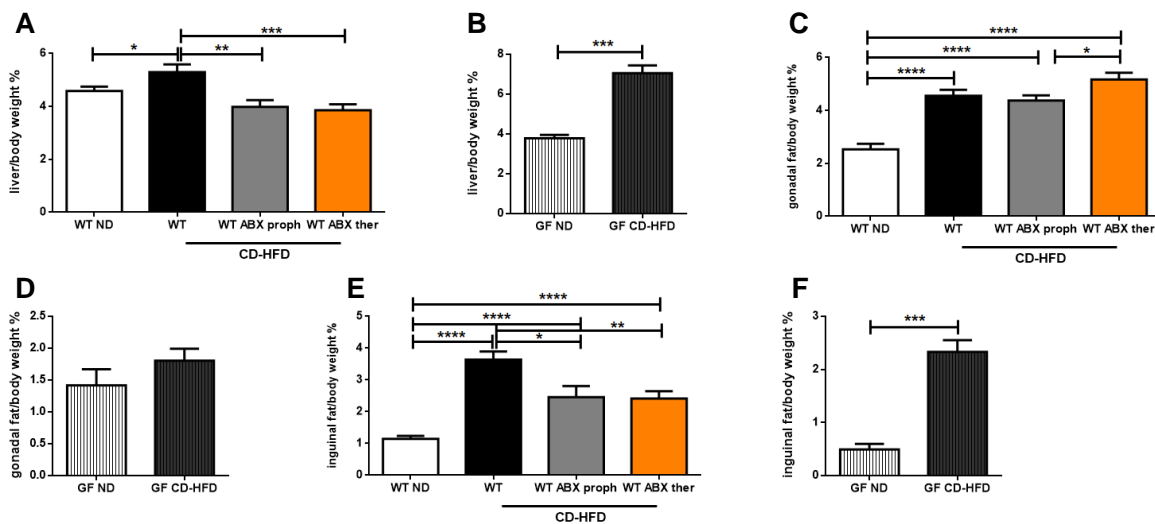 A
liver/body weight %
6
4
2
0
*
**
***
WT ND
WT
WT ABX proph
WT ABX ther
CD-HFD
B
liver/body weight %
8
6
4
2
0
***
GF ND
GF CD-HFD
C
gonadal fat/body weight %
6
4
2
0
****
****
****
*
WT ND
WT
WT ABX proph
WT ABX ther
CD-HFD
D
gonadal fat/body weight %
2.5
2.0
1.5
1.0
0.5
0.0
GF ND
GF CD-HFD
E
inguinal fat/body weight %
5
4
3
2
1
0
****
****
**
****
*
WT ND
WT
WT ABX proph
WT ABX ther
CD-HFD
F
inguinal fat/body weight %
3
2
1
0
***
GF ND
GF CD-HFD